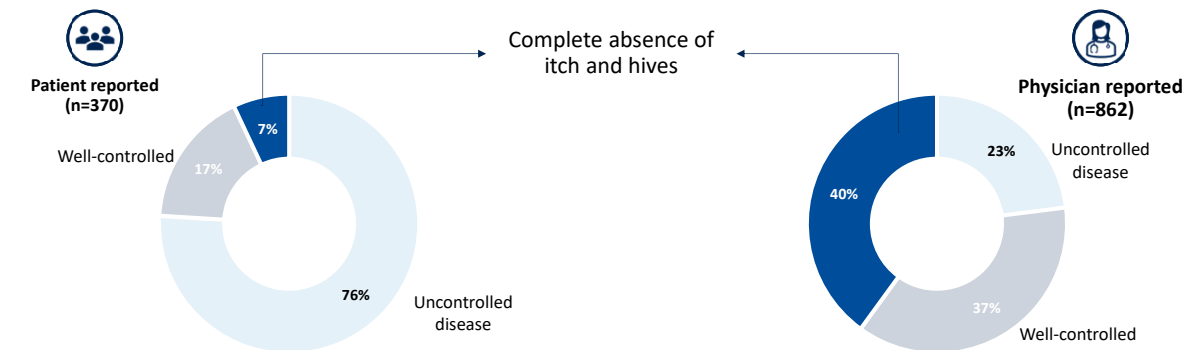 Complete absence of
itch and hives
Patient reported
(n=370)
7%
Well-controlled
17%
76%
Uncontrolled
disease
Physician reported
(n=862)
23%
Uncontrolled
disease
40%
37%
Well-controlled